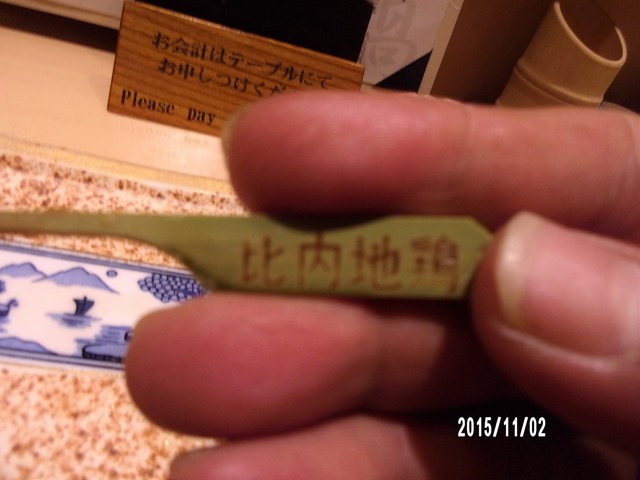 お会計はテーブルにて
お申しつけくだ
Please pay
比内地鶏
2015/11/02